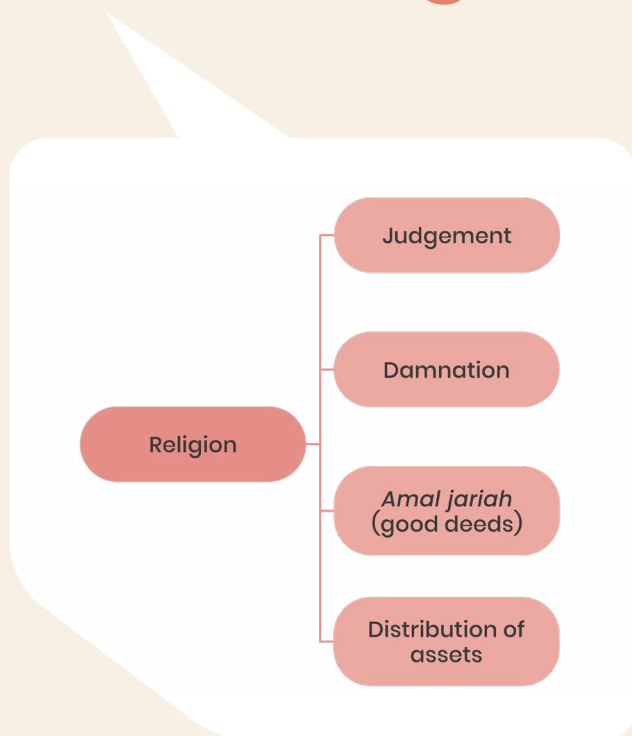 Judgement
Damnation
Religion
Amal jariah
(good deeds)
Distribution of
assets